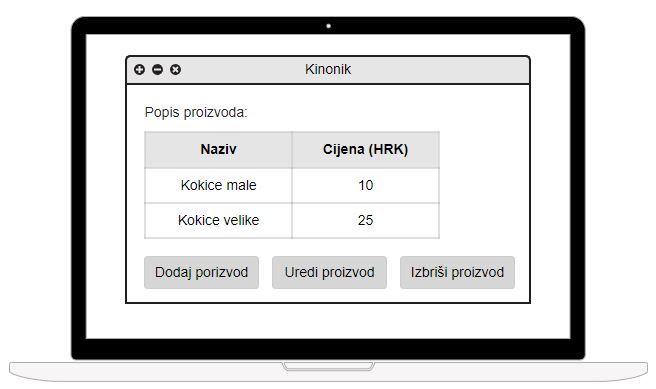 Kinonik
Popis proizvoda:
Naziv Cijena (HRK)
Kokice male 10
Kokice velike 25
Dodaj porizvod Uredi proizvod Izbriši proizvod